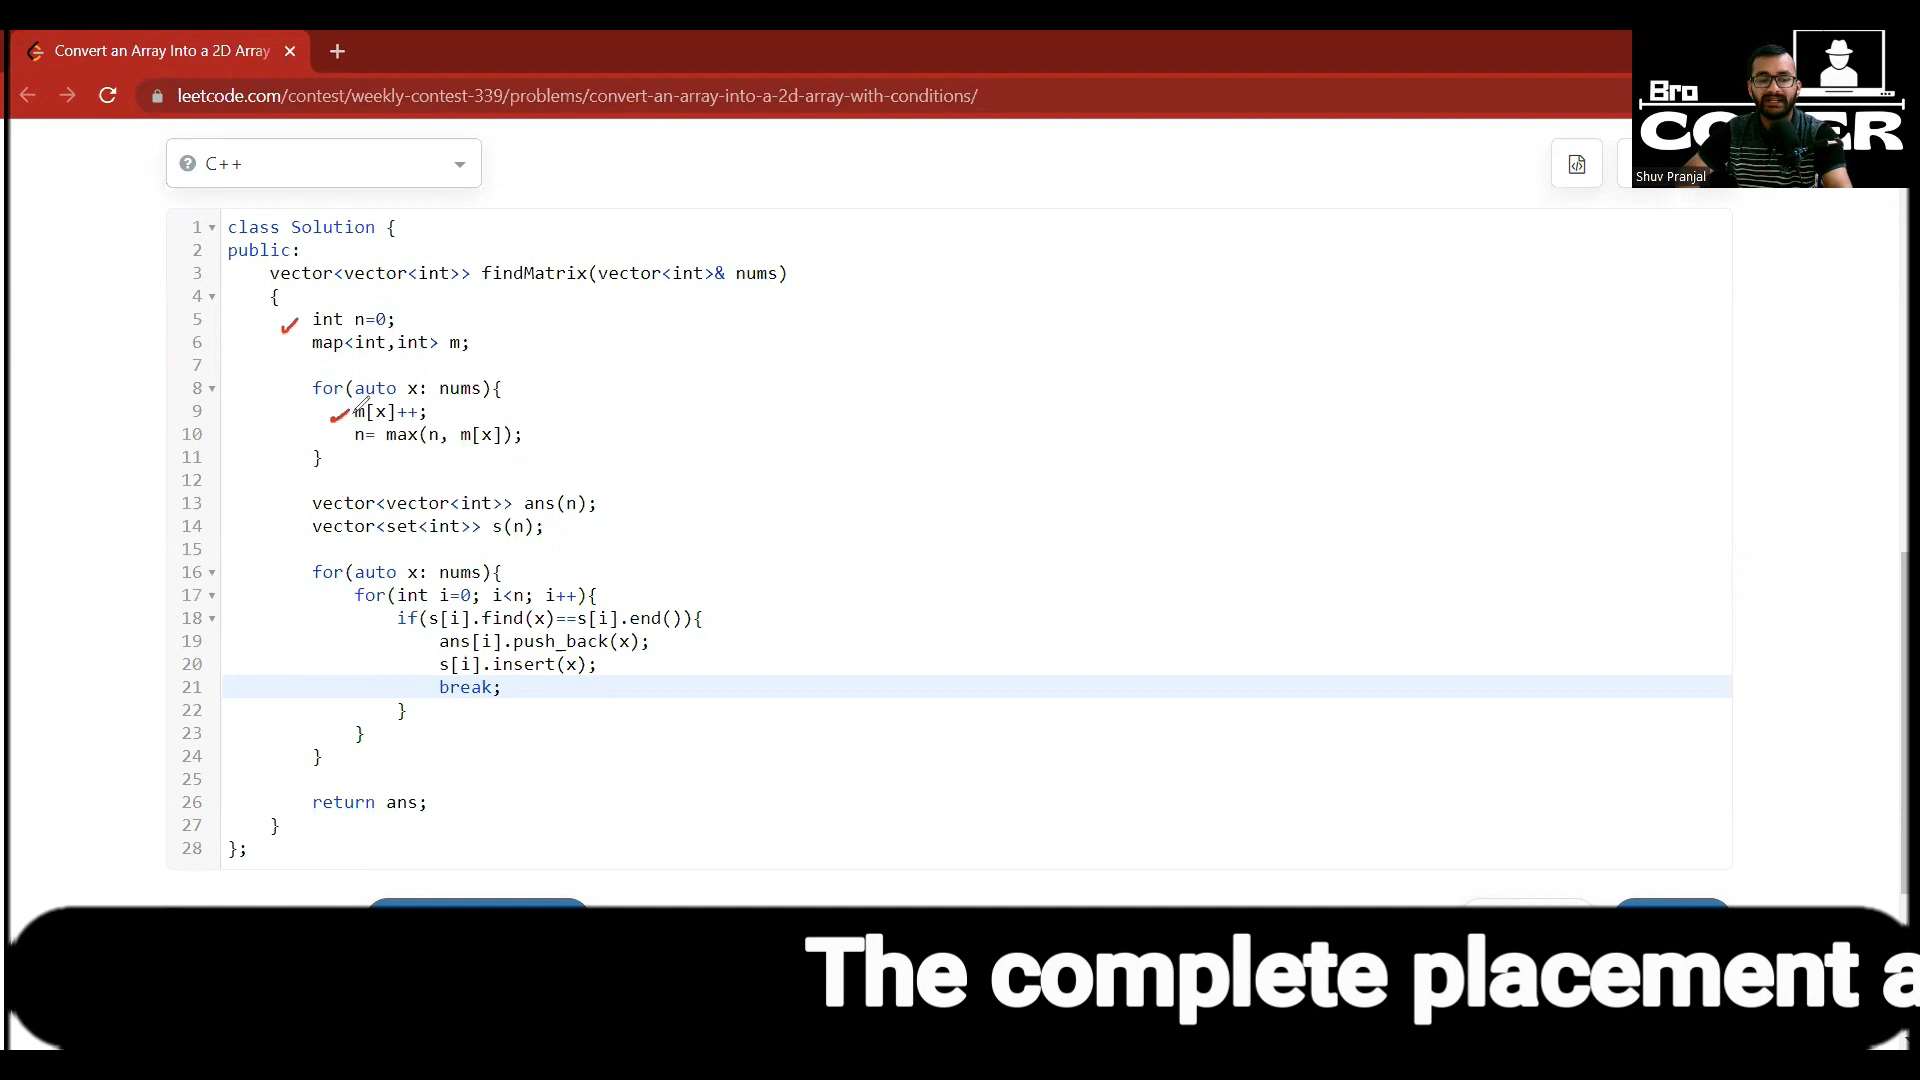 Convert an Array Into a 2D Array
leetcode.com/contest/weekly-contest-339/problems/convert-an-array-into-a-2d-array-with-conditions/
Bro
CODER
Shuv Pranjal
C++
1 class Solution {
2 public:
3 vector<vector<int>> findMatrix(vector<int>& nums)
4 {
5 int n=0;
6 map<int,int> m;
7
8 for(auto x: nums){
9 m[x]++;
10 n= max(n, m[x]);
11 }
12
13 vector<vector<int>> ans(n);
14 vector<set<int>> s(n);
15
16 for(auto x: nums){
17 for(int i=0; i<n; i++){
18 if(s[i].find(x)==s[i].end()){
19 ans[i].push_back(x);
20 s[i].insert(x);
21 break;
22 }
23 }
24 }
25
26 return ans;
27 }
28 };
The complete placement a